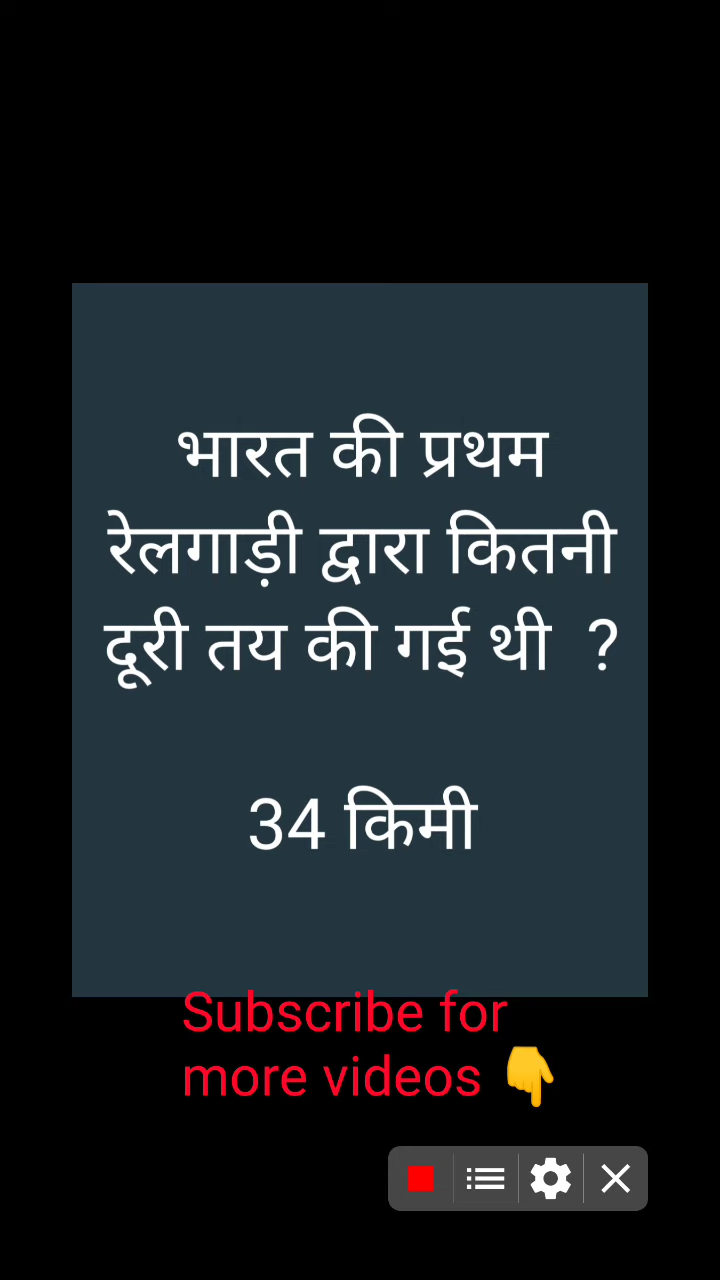 भारत की प्रथम
रेलगाड़ी द्वारा कितनी
दूरी तय की गई थी ?
34 किमी
Subscribe for
more videos 👇